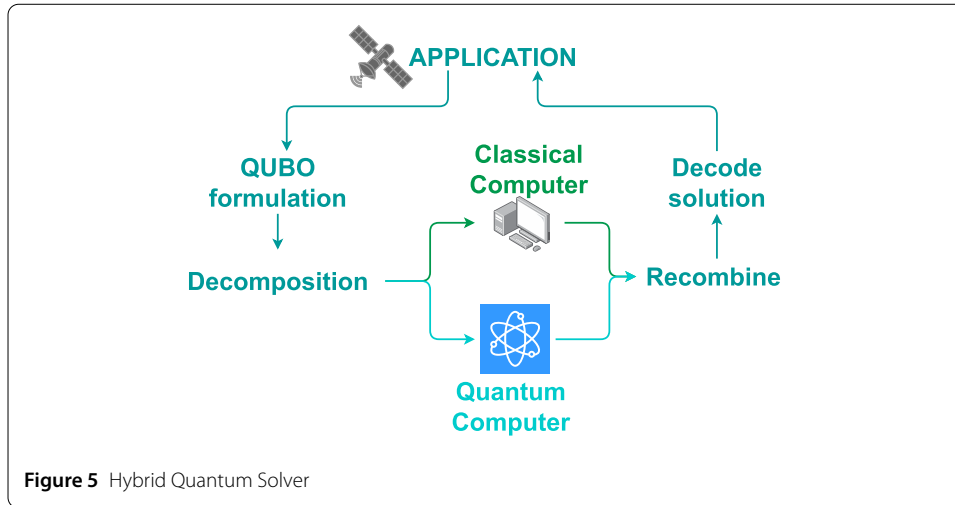 APPLICATION
QUBO
formulation
Decomposition
Classical
Computer
Quantum
Computer
Recombine
Decode
solution
Figure 5 Hybrid Quantum Solver